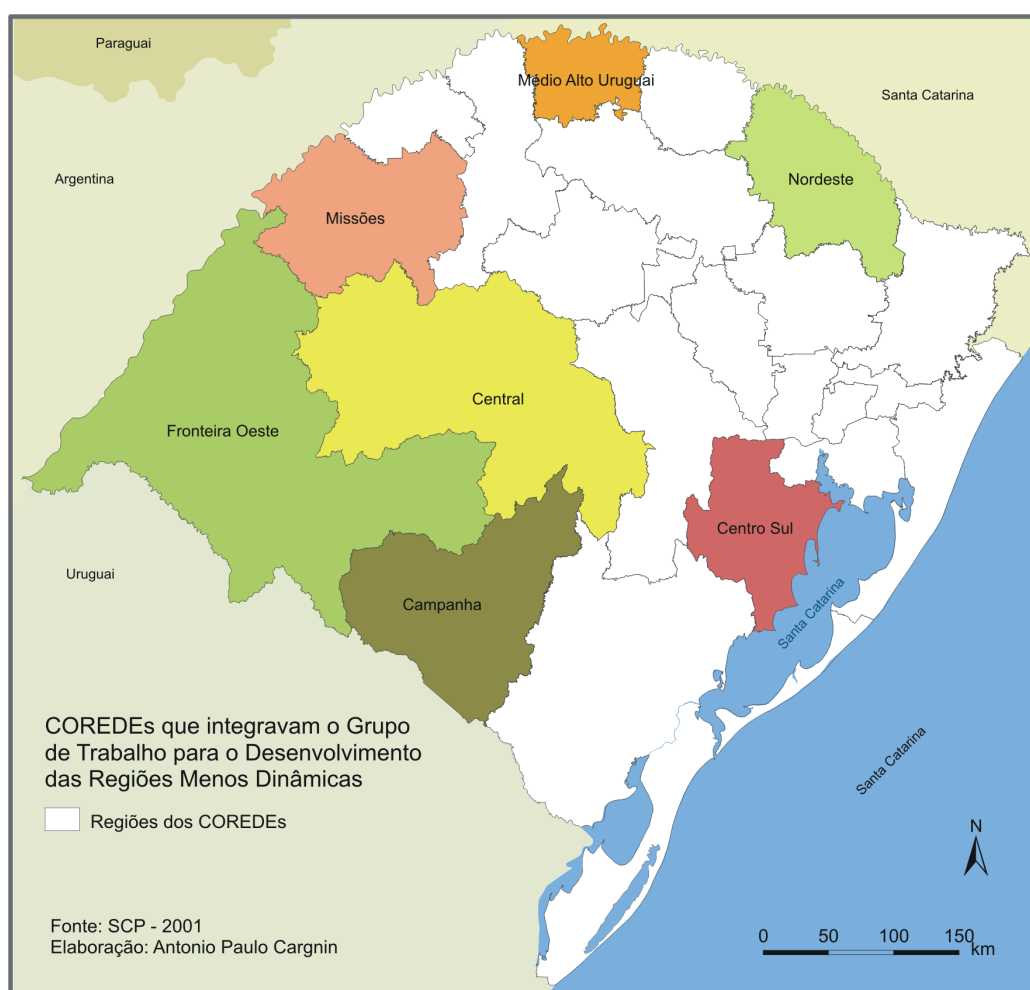 Paraguai
Médio Alto Uruguai
Santa Catarina
Argentina
Nordeste
Missões
Central
Fronteira Oeste
Centro Sul
Uruguai
Campanha
Santa Catarina
COREDEs que integravam o Grupo
de Trabalho para o Desenvolvimento
das Regiões Menos Dinâmicas
Santa Catarina
Regiões dos COREDEs
N
Fonte: SCP - 2001
Elaboração: Antonio Paulo Cargnin
0 50 100 150
km